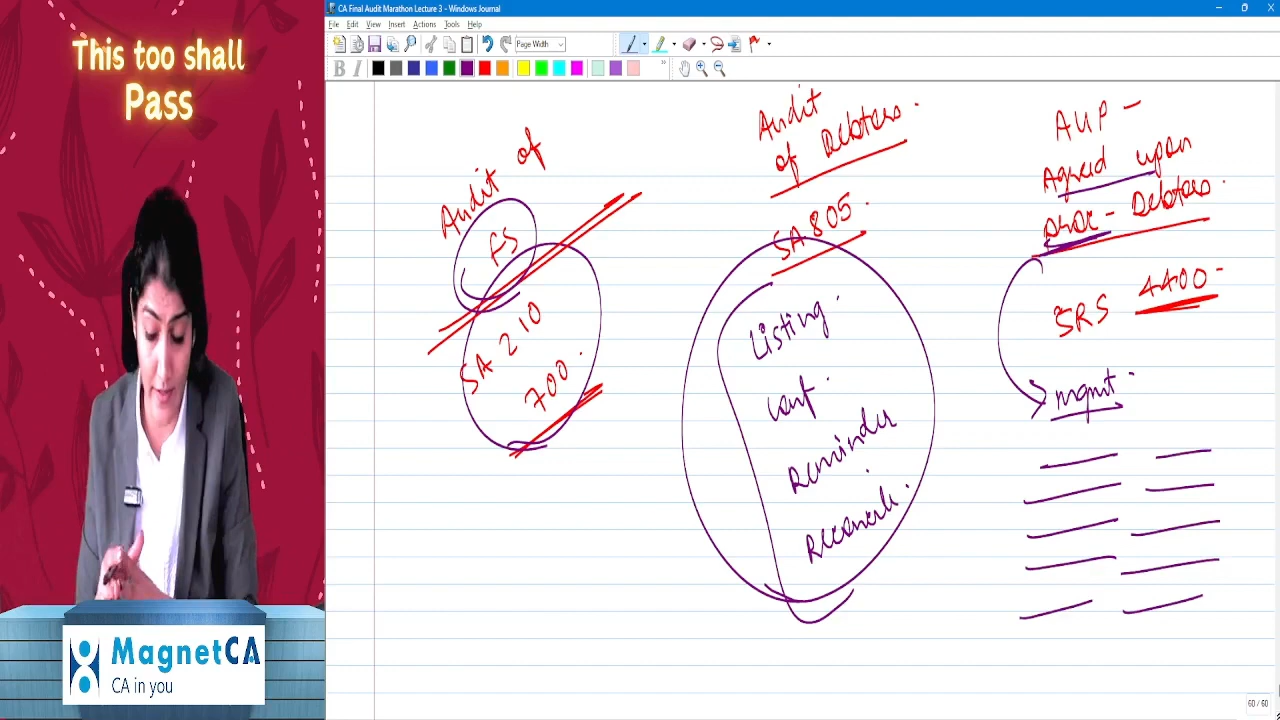 This too shall
Pass
MagnetCA
CA in you
CA Final Audit Marathon Lecture 3 - Windows Journal
File Edit View Insert Actions Tools Help
Page Width
B I
Audit of
FS
SA 210
700.
Audit
of Debtors.
SA 805.
Listing.
conf.
Reminder
Reconcile.
AUP -
Agreed upon
Debtors.
SRS 4400-
mgmt.
60 / 60